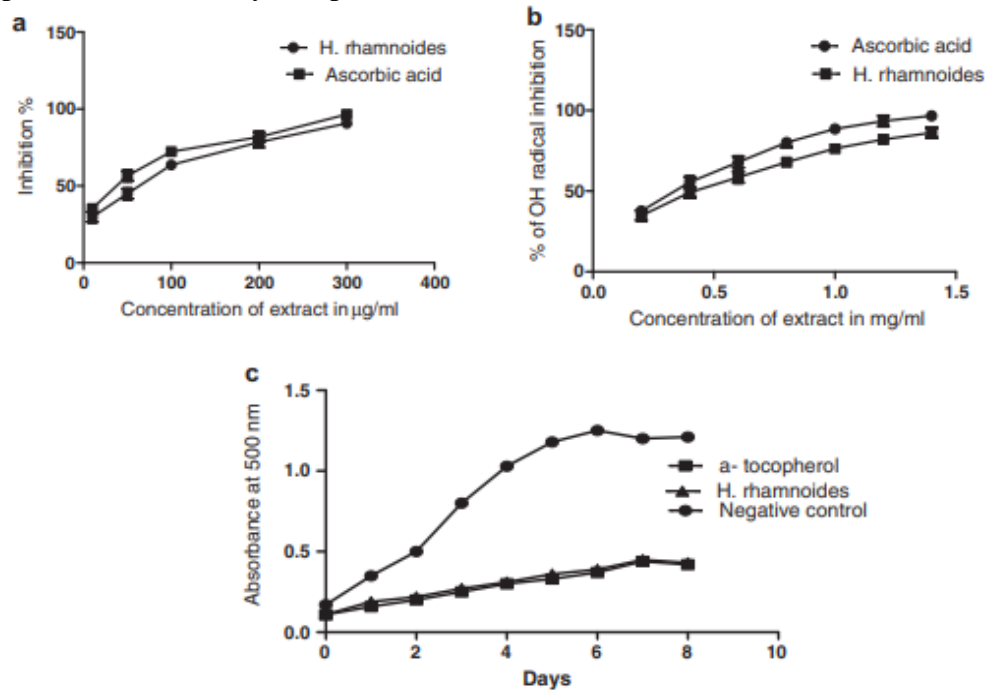 a
150
100
50
0
Inhibition %
H. rhamnoides
Ascorbic acid
0 100 200 300 400
Concentration of extract in µg/ml
b
150
100
50
0
% of OH radical inhibition
Ascorbic acid
H. rhamnoides
0.0 0.5 1.0 1.5
Concentration of extract in mg/ml
c
1.5
1.0
0.5
0.0
Absorbance at 500 nm
a- tocopherol
H. rhamnoides
Negative control
0 2 4 6 8 10
Days